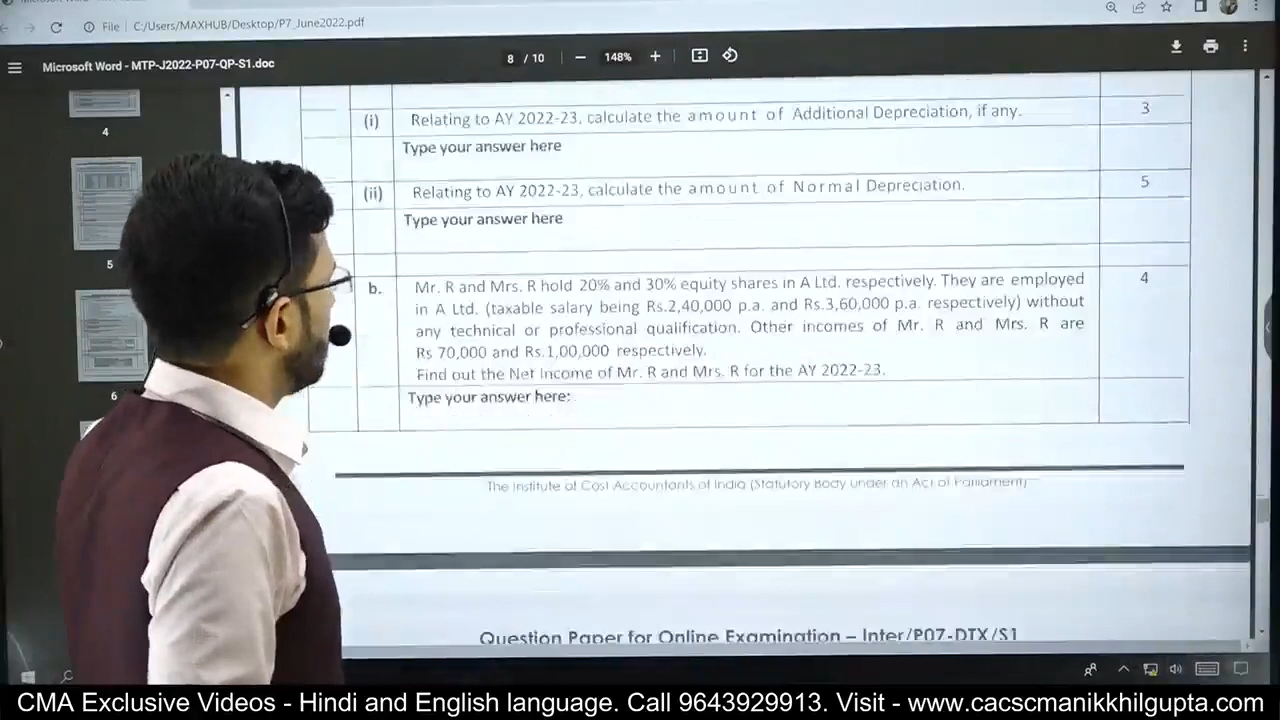 File C:/Users/MAXHUB/Desktop/P7_June2022.pdf
Microsoft Word - MTP-J2022-P07-QP-S1.doc
8 / 10 148%
(i) Relating to AY 2022-23, calculate the amount of Additional Depreciation, if any. 3
Type your answer here
(ii) Relating to AY 2022-23, calculate the amount of Normal Depreciation. 5
Type your answer here
b. Mr. R and Mrs. R hold 20% and 30% equity shares in A Ltd. respectively. They are employed 4
in A Ltd. (taxable salary being Rs.2,40,000 p.a. and Rs.3,60,000 p.a. respectively) without
any technical or professional qualification. Other incomes of Mr. R and Mrs. R are
Rs 70,000 and Rs.1,00,000 respectively.
Find out the Net Income of Mr. R and Mrs. R for the AY 2022-23.
Type your answer here:
The Institute of Cost Accountants of India (Statutory Body under an Act of Parliament)
Question Paper for Online Examination – Inter/P07-DTX/S1
4
5
6
CMA Exclusive Videos - Hindi and English language. Call 9643929913. Visit - www.cacscmanikkhilgupta.com